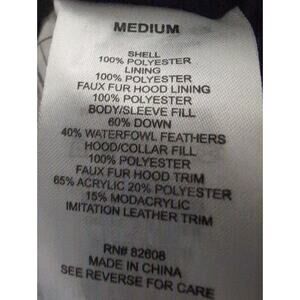 MEDIUM
SHELL
100% POLYESTER
LINING
100% POLYESTER
FAUX FUR HOOD LINING
100% POLYESTER
BODY/SLEEVE FILL
60% DOWN
40% WATERFOWL FEATHERS
HOOD/COLLAR FILL
100% POLYESTER
FAUX FUR HOOD TRIM
65% ACRYLIC 20% POLYESTER
15% MODACRYLIC
IMITATION LEATHER TRIM
RN# 82608
MADE IN CHINA
SEE REVERSE FOR CARE